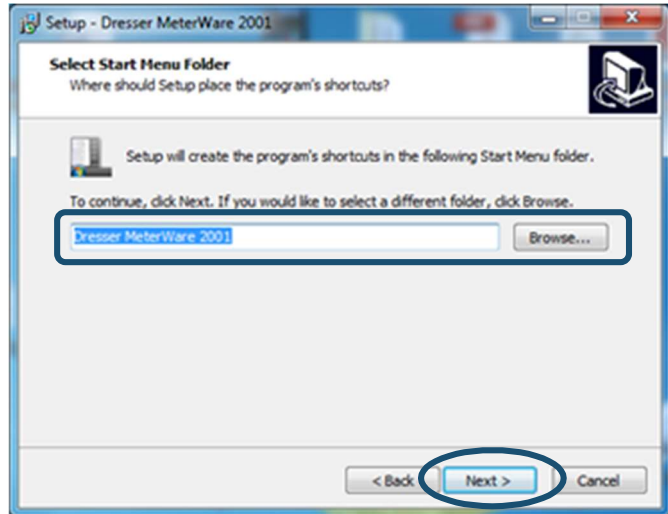 Setup - Dresser MeterWare 2001
Select Start Menu Folder
Where should Setup place the program's shortcuts?
Setup will create the program's shortcuts in the following Start Menu folder.
To continue, click Next. If you would like to select a different folder, click Browse.
Dresser MeterWare 2001 Browse...
< Back Next > Cancel